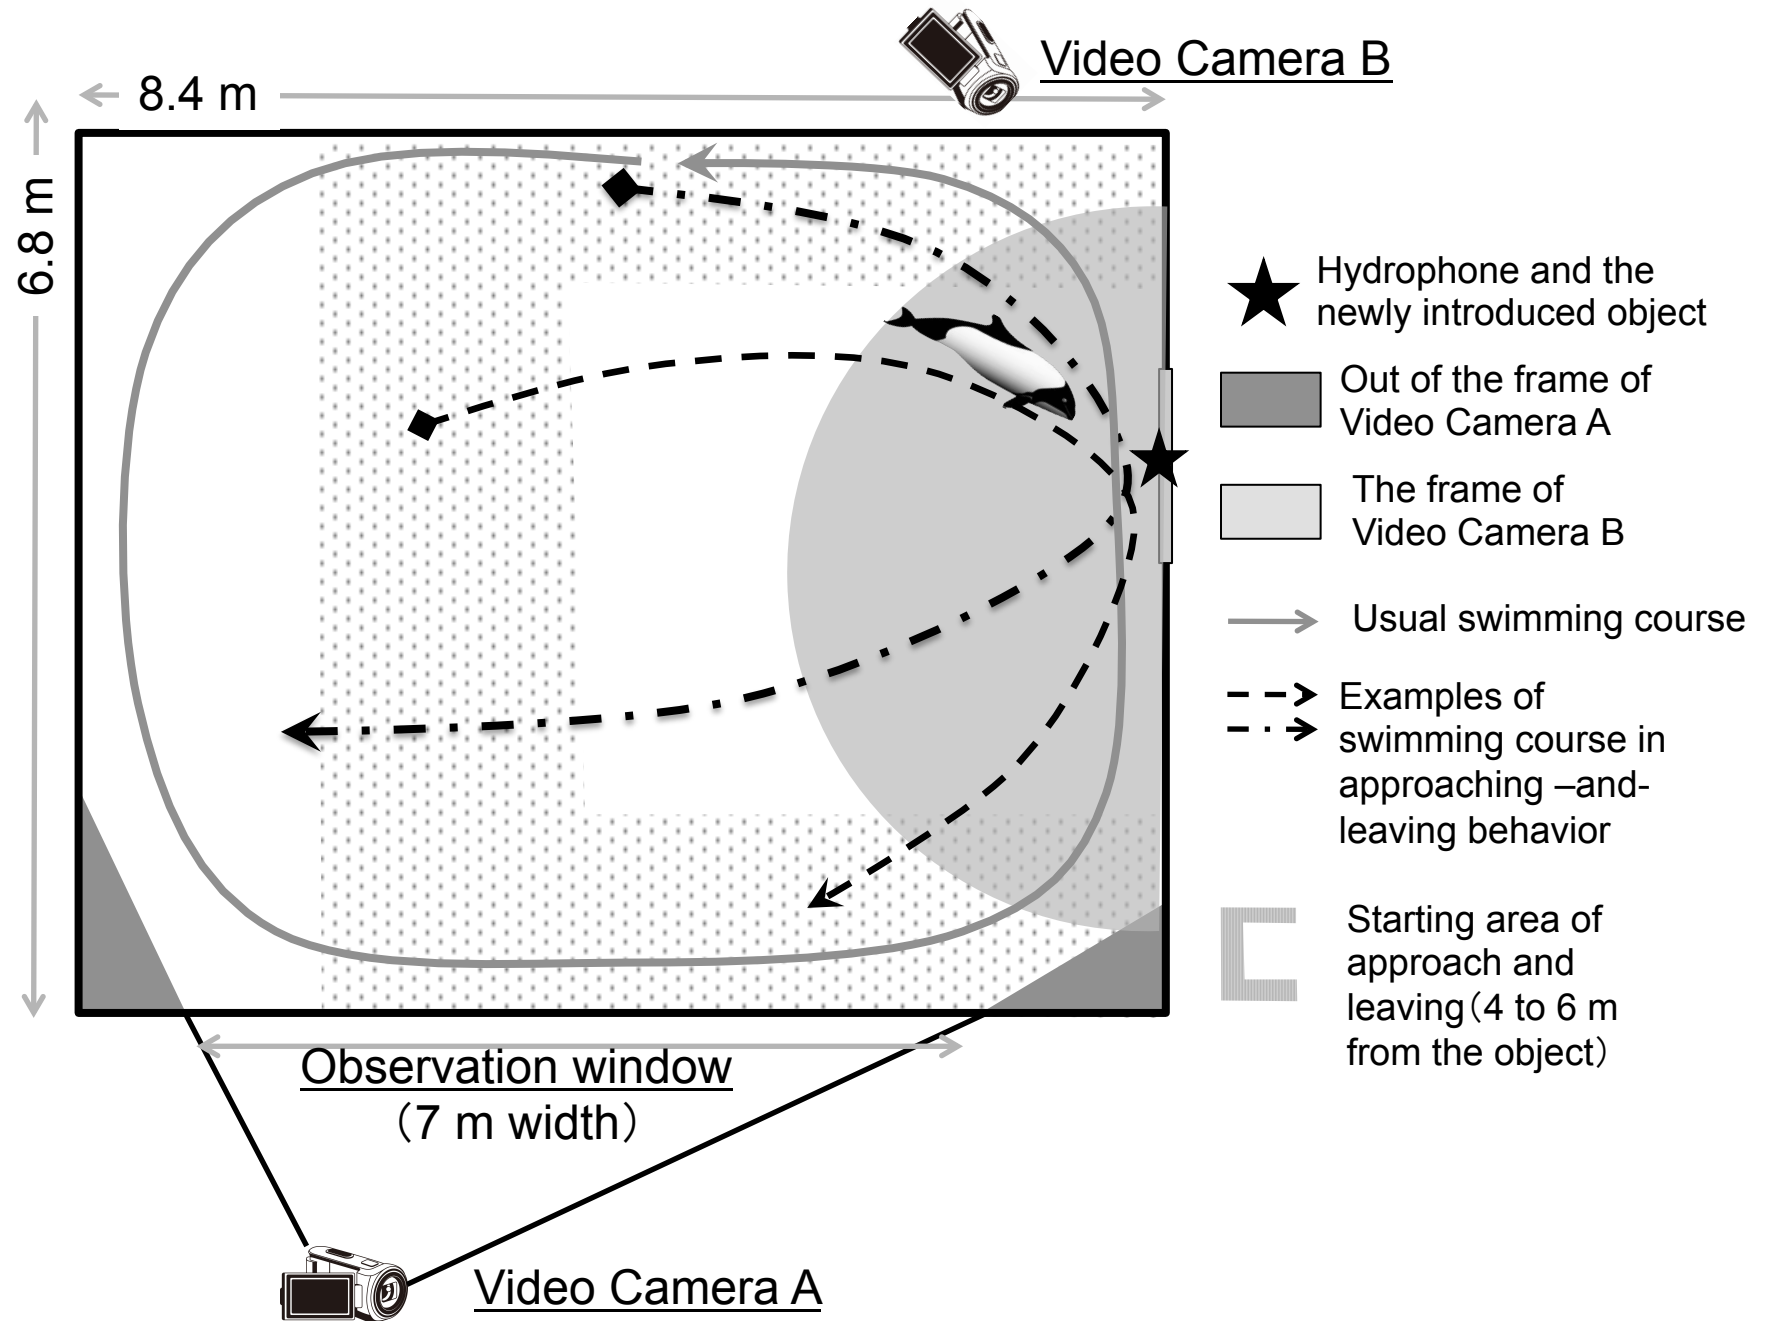 Video Camera B
8.4 m
6.8 m
Hydrophone and the
newly introduced object
Out of the frame of
Video Camera A
The frame of
Video Camera B
Usual swimming course
Examples of
swimming course in
approaching –and-
leaving behavior
Starting area of
approach and
leaving（4 to 6 m
from the object）
Observation window
（7 m width）
Video Camera A